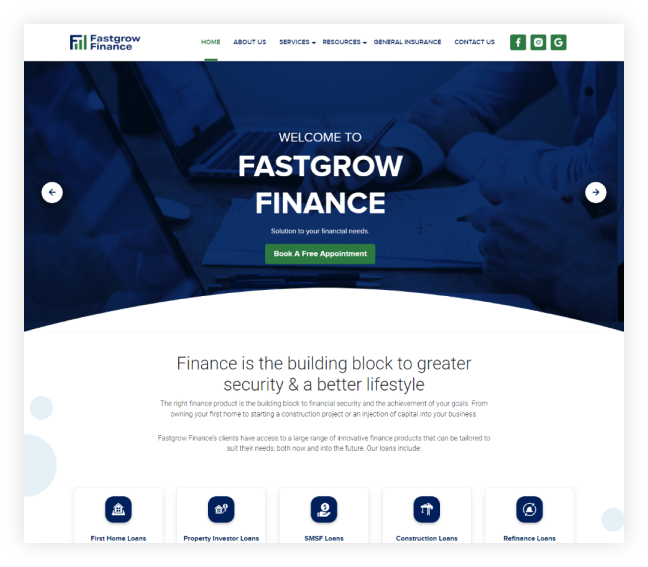 Fastgrow
Finance
HOME ABOUT US SERVICES RESOURCES GENERAL INSURANCE CONTACT US
WELCOME TO
FASTGROW
FINANCE
Solution to your financial needs.
Book A Free Appointment
Finance is the building block to greater
security & a better lifestyle
The right finance product is the building block to financial security and the achievement of your goals. From
owning your first home to starting a construction project or an injection of capital into your business.
Fastgrow Finance's clients have access to a large range of innovative finance products that can be tailored to
suit their needs, both now and into the future. Our loans include:
First Home Loans Property Investor Loans SMSF Loans Construction Loans Refinance Loans